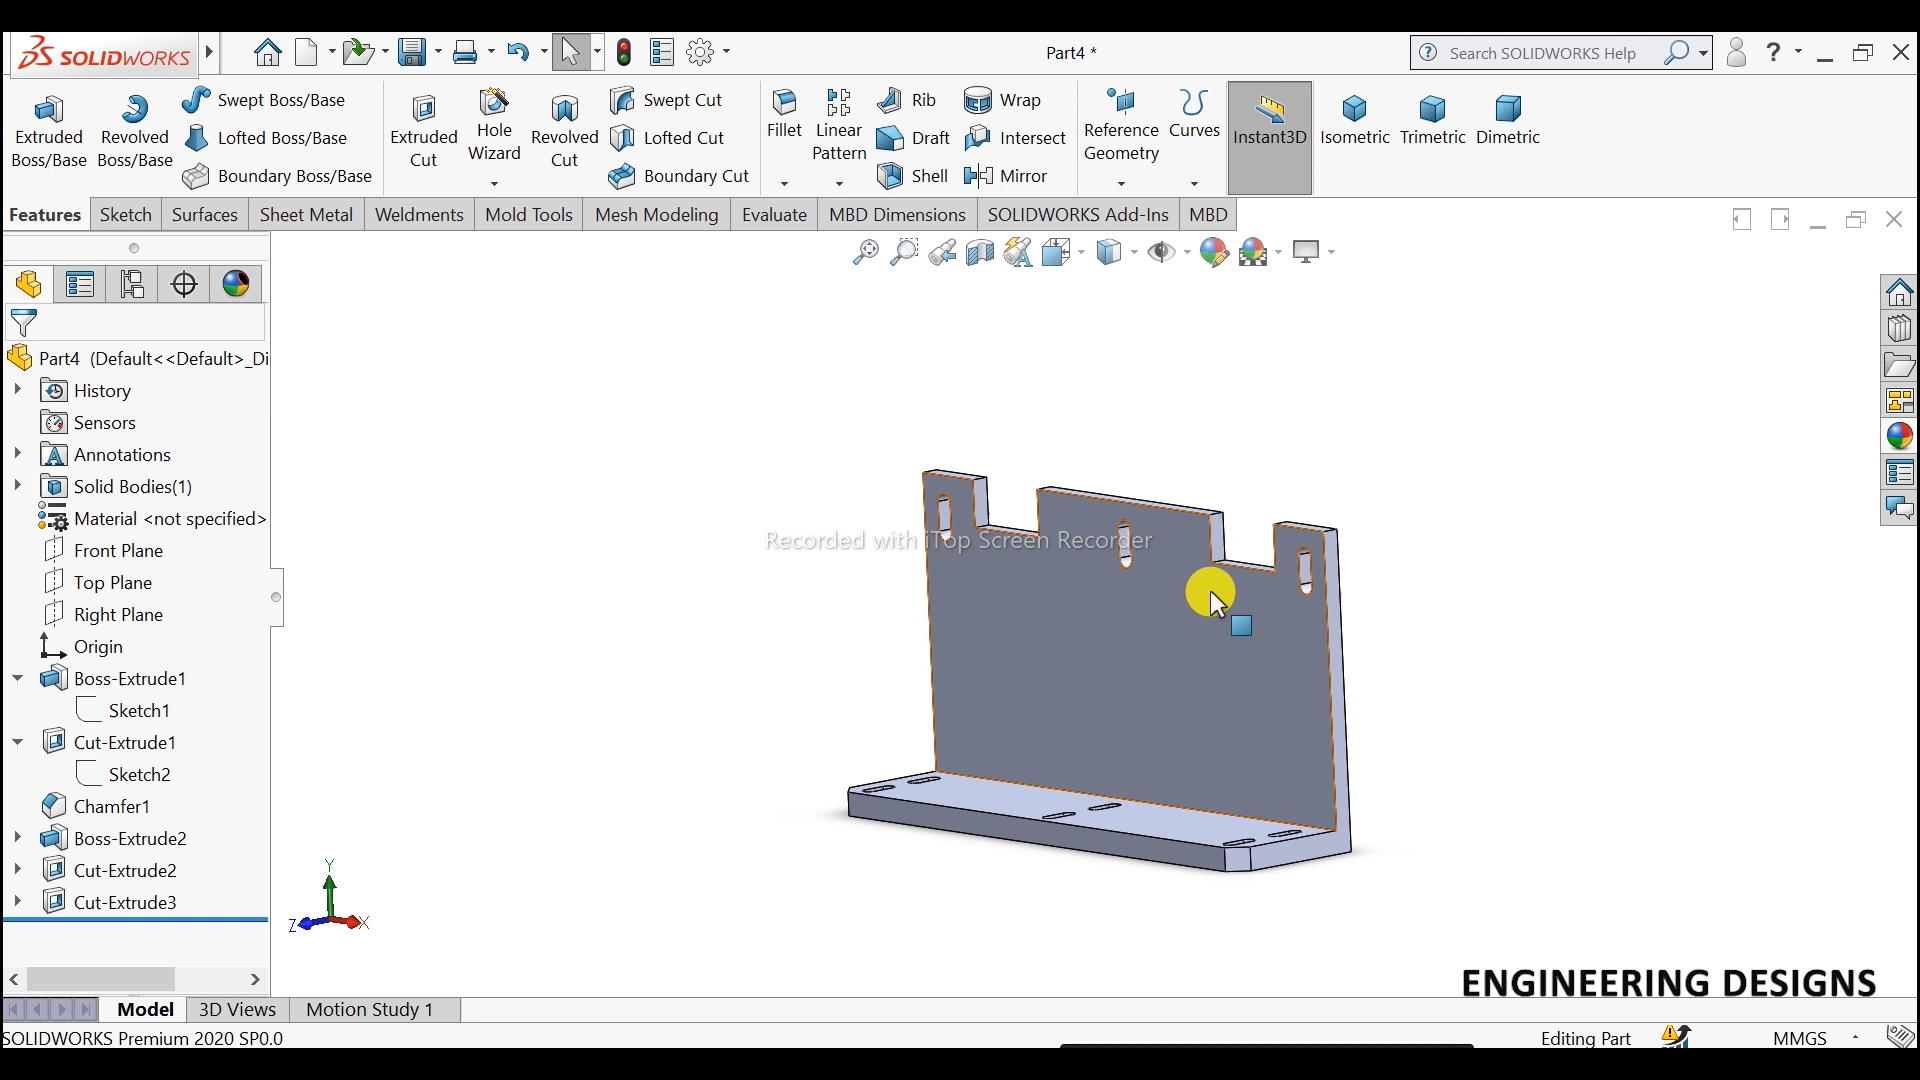 SOLIDWORKS
Part4 *
Search SOLIDWORKS Help
Extruded Boss/Base
Revolved Boss/Base
Swept Boss/Base
Lofted Boss/Base
Boundary Boss/Base
Extruded Cut
Hole Wizard
Revolved Cut
Swept Cut
Lofted Cut
Boundary Cut
Fillet
Linear Pattern
Rib
Draft
Shell
Wrap
Intersect
Mirror
Reference Geometry
Curves
Instant3D
Isometric
Trimetric
Dimetric
Features
Sketch
Surfaces
Sheet Metal
Weldments
Mold Tools
Mesh Modeling
Evaluate
MBD Dimensions
SOLIDWORKS Add-Ins
MBD
Part4 (Default<<Default>_Di
History
Sensors
Annotations
Solid Bodies(1)
Material <not specified>
Front Plane
Top Plane
Right Plane
Origin
Boss-Extrude1
Sketch1
Cut-Extrude1
Sketch2
Chamfer1
Boss-Extrude2
Cut-Extrude2
Cut-Extrude3
Recorded with iTop Screen Recorder
Y
Z
X
ENGINEERING DESIGNS
Model
3D Views
Motion Study 1
SOLIDWORKS Premium 2020 SP0.0
Editing Part
MMGS